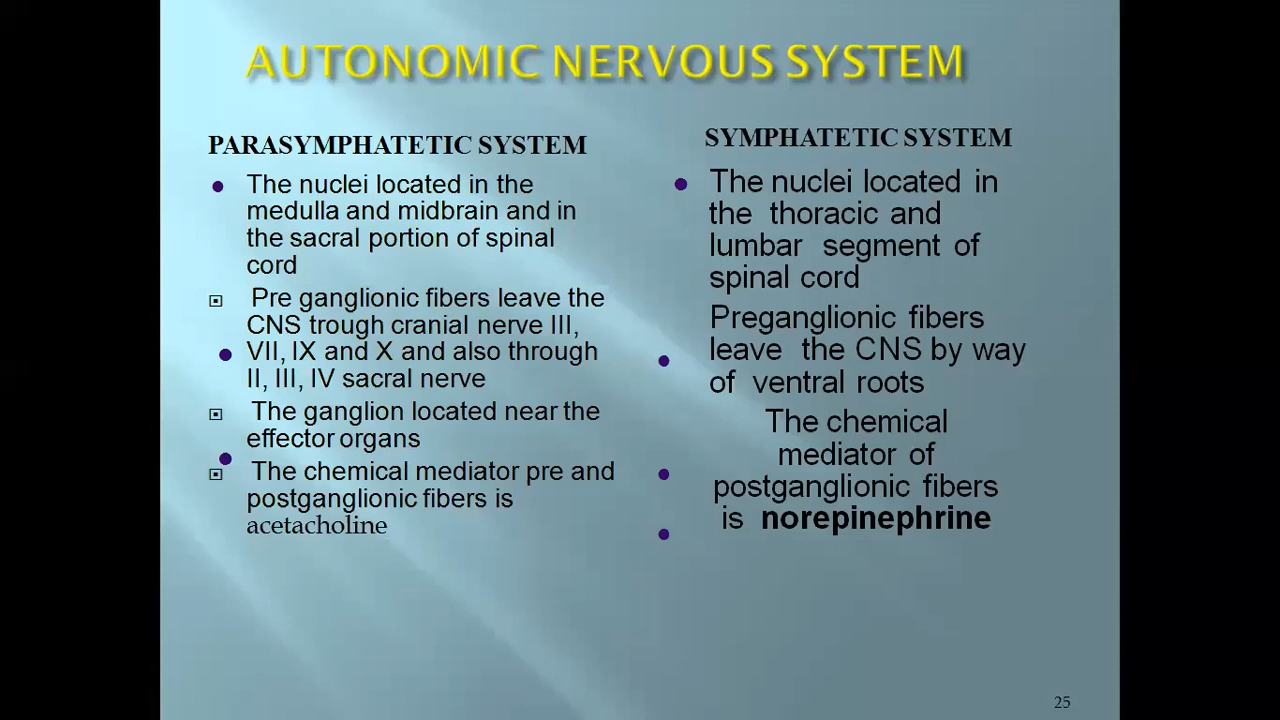 AUTONOMIC NERVOUS SYSTEM
PARASYMPHATETIC SYSTEM
The nuclei located in the
medulla and midbrain and in
the sacral portion of spinal
cord
Pre ganglionic fibers leave the
CNS trough cranial nerve III,
VII, IX and X and also through
II, III, IV sacral nerve
The ganglion located near the
effector organs
The chemical mediator pre and
postganglionic fibers is
acetacholine
SYMPHATETIC SYSTEM
The nuclei located in
the thoracic and
lumbar segment of
spinal cord
Preganglionic fibers
leave the CNS by way
of ventral roots
The chemical
mediator of
postganglionic fibers
is norepinephrine
25